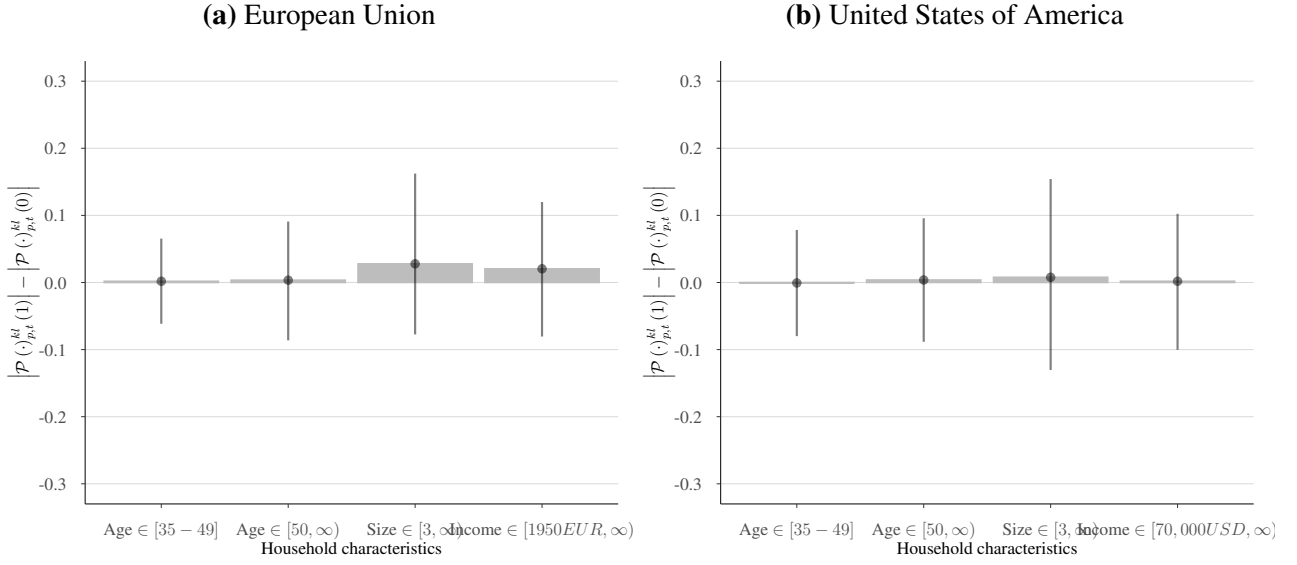 (a) European Union
0.3
0.2
0.1
0.0
-0.1
-0.2
-0.3
|𝒫(·)^{kl}_{p,t}(1)| − |𝒫(·)^{kl}_{p,t}(0)|
Age ∈ [35 − 49] Age ∈ [50, ∞) Size ∈ [3, ∞) Income ∈ [1950EUR, ∞)
Household characteristics
(b) United States of America
0.3
0.2
0.1
0.0
-0.1
-0.2
-0.3
|𝒫(·)^{kl}_{p,t}(1)| − |𝒫(·)^{kl}_{p,t}(0)|
Age ∈ [35 − 49] Age ∈ [50, ∞) Size ∈ [3, ∞) Income ∈ [70,000USD, ∞)
Household characteristics